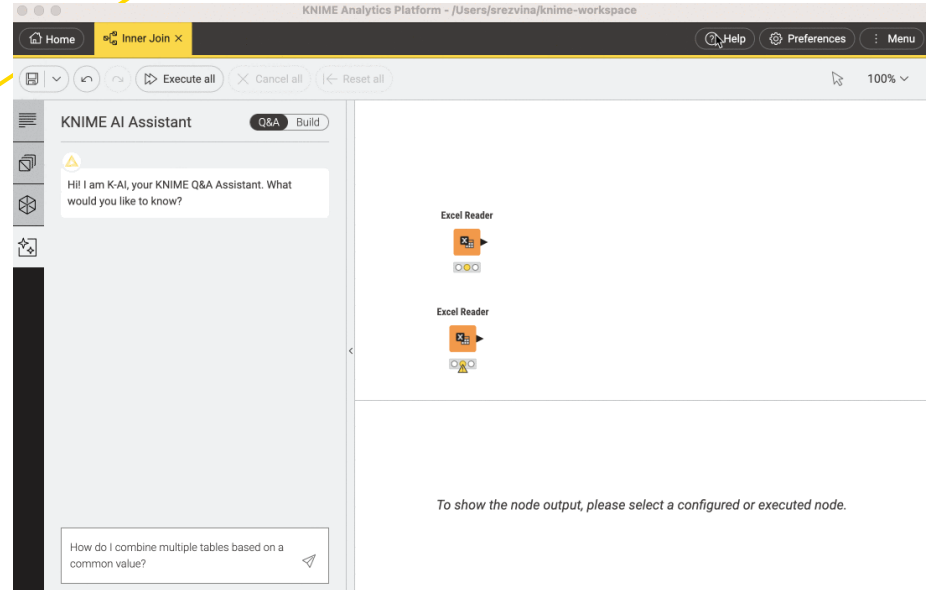 KNIME Analytics Platform - /Users/srezvina/knime-workspace
Home
Inner Join ×
Help
Preferences
Menu
Execute all
Cancel all
Reset all
100%
KNIME AI Assistant
Q&A
Build
Hi! I am K-AI, your KNIME Q&A Assistant. What
would you like to know?
Excel Reader
Excel Reader
To show the node output, please select a configured or executed node.
How do I combine multiple tables based on a
common value?